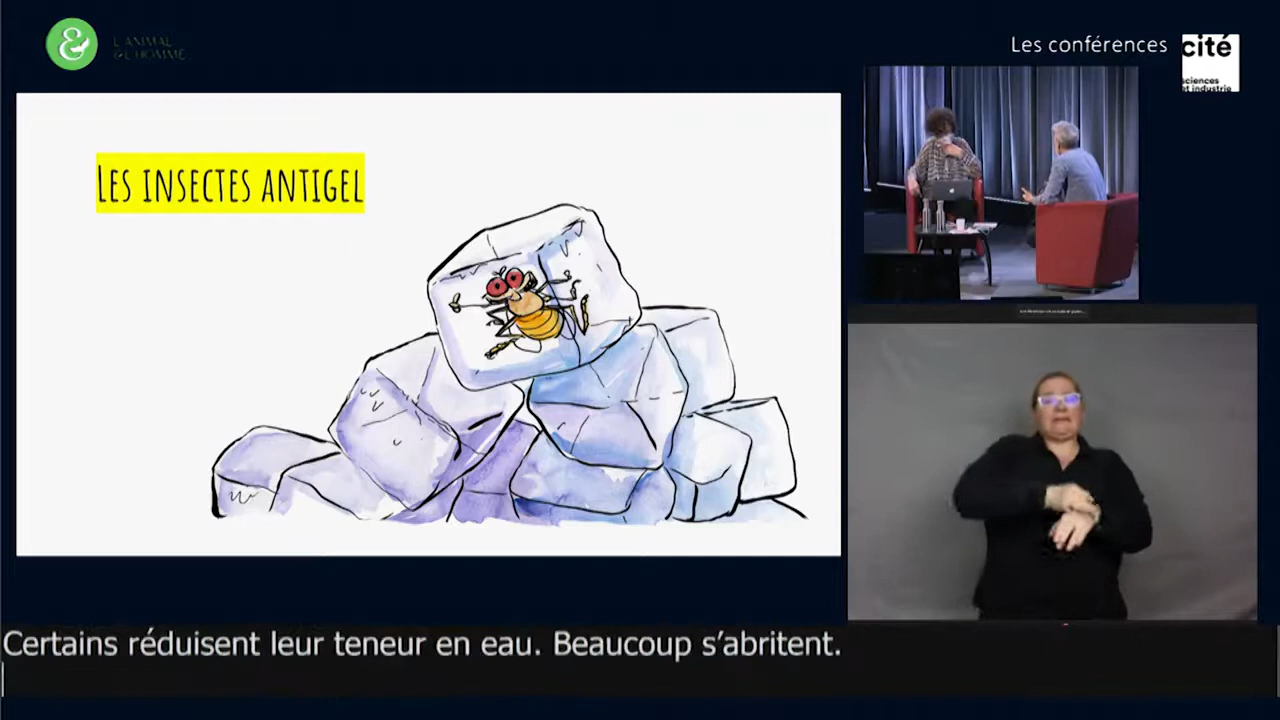 &
L'ANIMAL
& L'HOMME
Les conférences
cité
sciences
et industrie
Les insectes antigel
Certains réduisent leur teneur en eau. Beaucoup s'abritent.